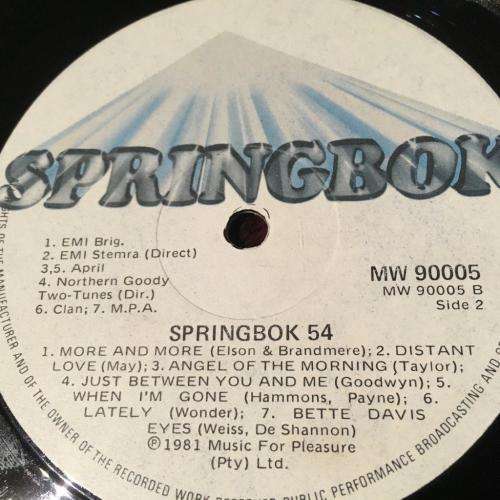 SPRINGBOK
1. EMI Brig.
2. EMI Stemra (Direct)
3,5. April
4. Northern Goody
Two-Tunes (Dir.)
6. Clan; 7. M.P.A.
MW 90005
MW 90005 B
Side 2
SPRINGBOK 54
1. MORE AND MORE (Elson & Brandmere); 2. DISTANT
LOVE (May); 3. ANGEL OF THE MORNING (Taylor);
4. JUST BETWEEN YOU AND ME (Goodwyn); 5.
WHEN I'M GONE (Hammons, Payne); 6.
LATELY (Wonder); 7. BETTE DAVIS
EYES (Weiss, De Shannon)
℗1981 Music For Pleasure
(Pty) Ltd.
OF THE MANUFACTURER AND OF THE OWNER OF THE RECORDED WORK PUBLIC PERFORMANCE BROADCASTING AND